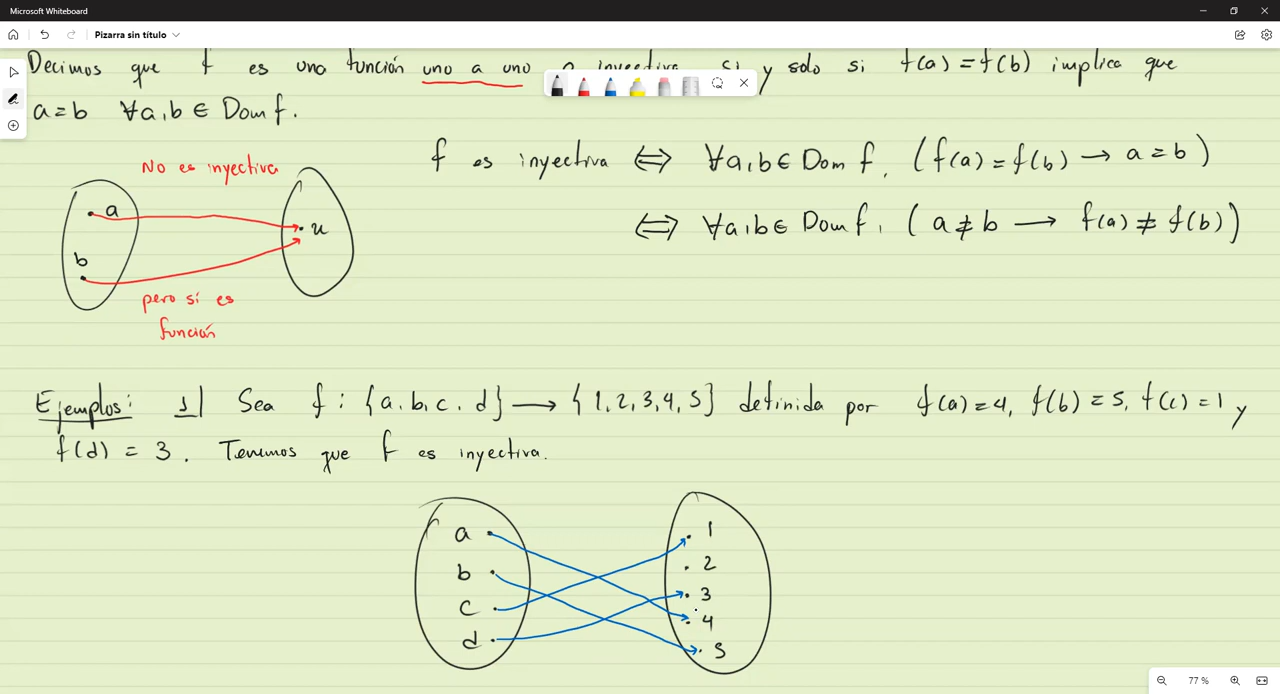 Microsoft Whiteboard
Pizarra sin título
Decimos que f es una función uno a uno o inyectiva si y solo si f(a) = f(b) implica que
a = b ∀a,b ∈ Dom f.
f es inyectiva ⟺ ∀a,b ∈ Dom f, (f(a) = f(b) → a = b)
⟺ ∀a,b ∈ Dom f, (a ≠ b → f(a) ≠ f(b))
No es inyectiva
a
u
b
pero sí es
función
Ejemplos: 1) Sea f : {a, b, c, d} → {1, 2, 3, 4, 5} definida por f(a) = 4, f(b) = 5, f(c) = 1 y
f(d) = 3. Tenemos que f es inyectiva.
a 1
b 2
c 3
d 4
5
77 %